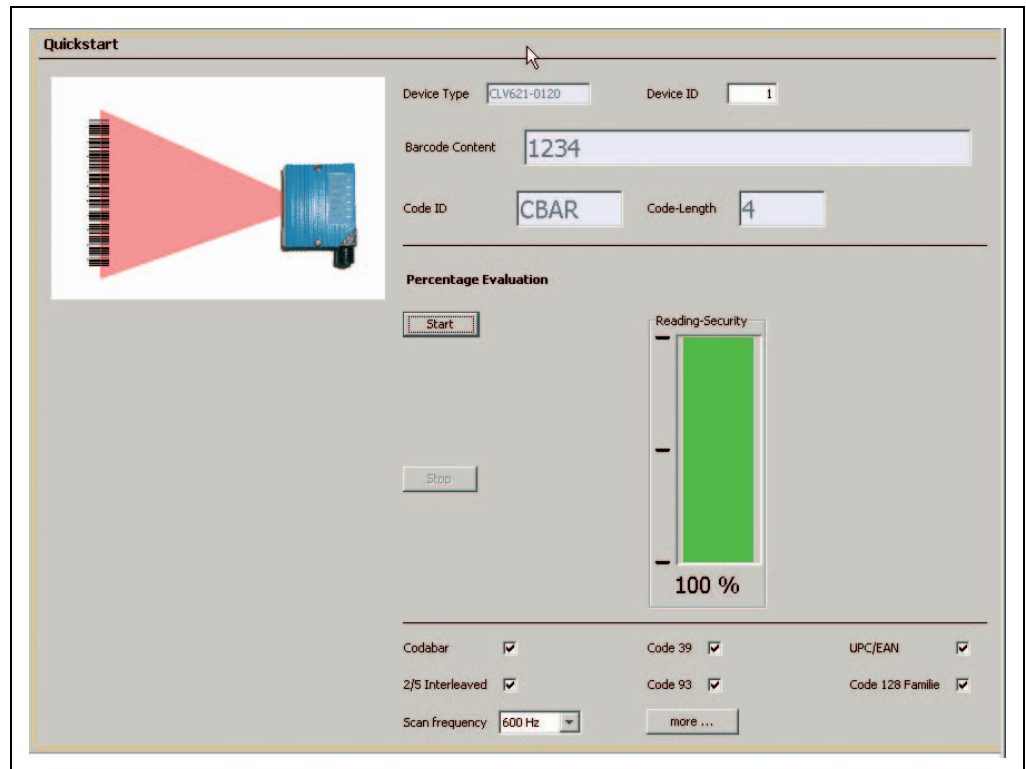 Quickstart
Device Type CLV621-0120 Device ID 1
Barcode Content 1234
Code ID CBAR Code-Length 4
Percentage Evaluation
Start Reading-Security
Stop
100 %
Codabar Code 39 UPC/EAN
2/5 Interleaved Code 93 Code 128 Familie
Scan frequency 600 Hz more ...